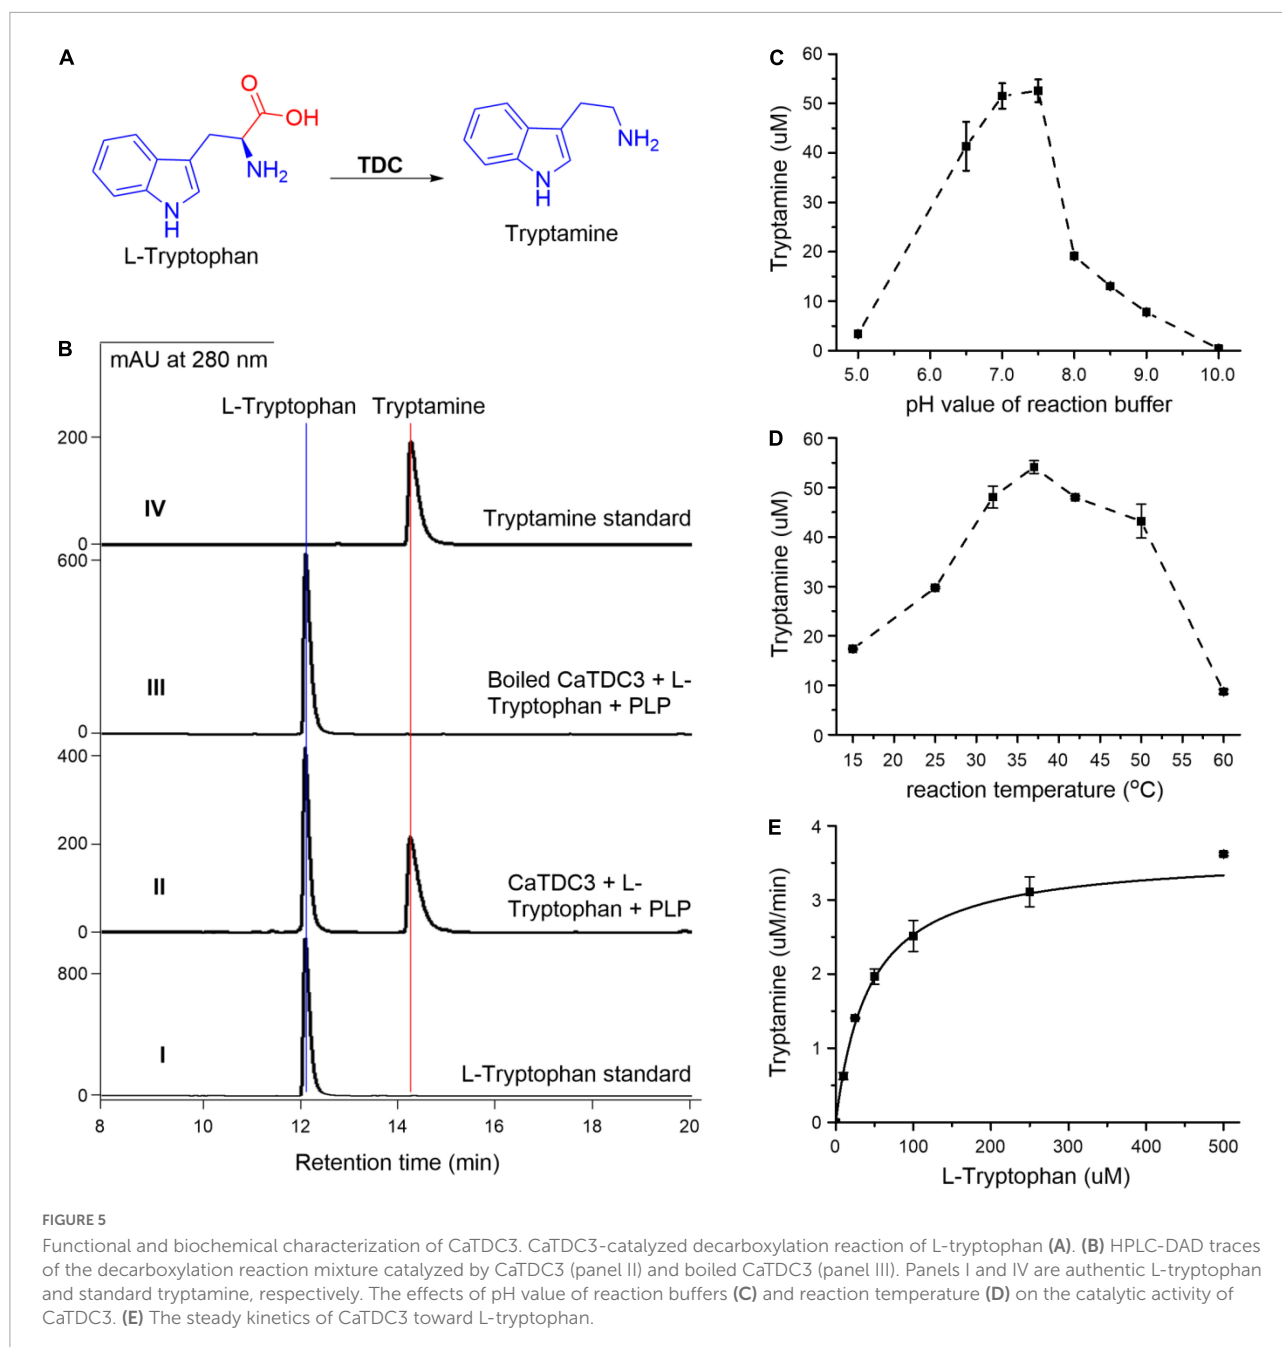 A
O
OH
NH2
N
H
L-Tryptophan
TDC
NH2
N
H
Tryptamine
B
mAU at 280 nm
L-Tryptophan Tryptamine
200
IV
Tryptamine standard
0
600
III
Boiled CaTDC3 + L-
Tryptophan + PLP
0
400
200
II
CaTDC3 + L-
Tryptophan + PLP
0
800
I
L-Tryptophan standard
0
8 10 12 14 16 18 20
Retention time (min)
C
Tryptamine (uM)
60
50
40
30
20
10
0
5.0 6.0 7.0 8.0 9.0 10.0
pH value of reaction buffer
D
Tryptamine (uM)
60
50
40
30
20
10
0
15 20 25 30 35 40 45 50 55 60
reaction temperature (°C)
E
Tryptamine (uM/min)
4
3
2
1
0
0 100 200 300 400 500
L-Tryptophan (uM)
FIGURE 5
Functional and biochemical characterization of CaTDC3. CaTDC3-catalyzed decarboxylation reaction of L-tryptophan (A). (B) HPLC-DAD traces
of the decarboxylation reaction mixture catalyzed by CaTDC3 (panel II) and boiled CaTDC3 (panel III). Panels I and IV are authentic L-tryptophan
and standard tryptamine, respectively. The effects of pH value of reaction buffers (C) and reaction temperature (D) on the catalytic activity of
CaTDC3. (E) The steady kinetics of CaTDC3 toward L-tryptophan.